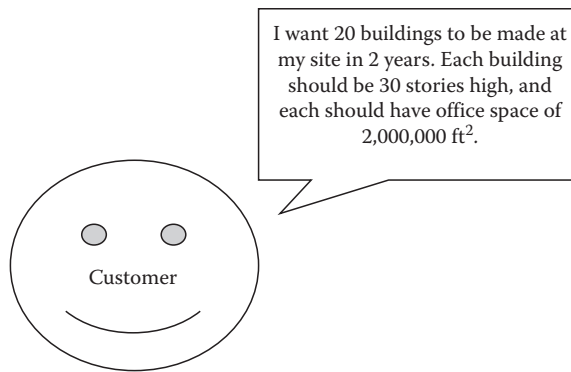 I want 20 buildings to be made at
my site in 2 years. Each building
should be 30 stories high, and
each should have office space of
2,000,000 ft².
Customer